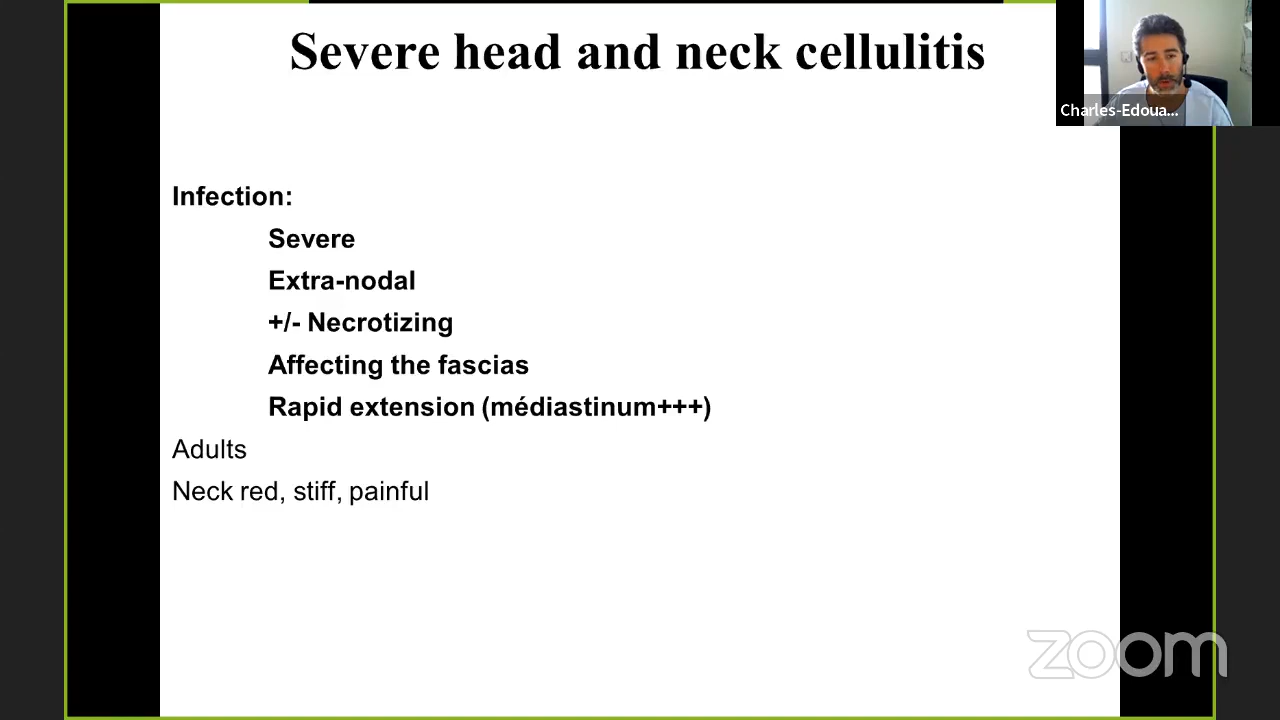 Severe head and neck cellulitis
Charles-Edoua...
Infection:
Severe
Extra-nodal
+/- Necrotizing
Affecting the fascias
Rapid extension (médiastinum+++)
Adults
Neck red, stiff, painful
zoom